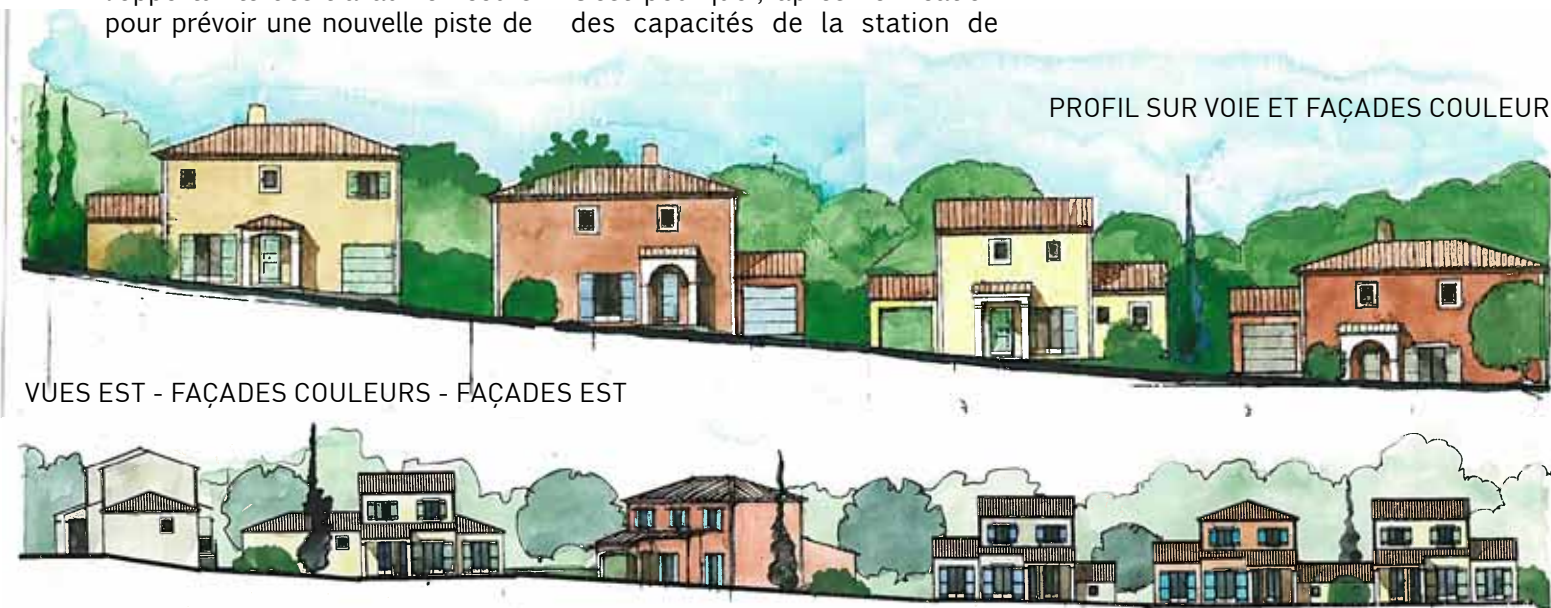 pour prévoir une nouvelle piste de
des capacités de la station de
PROFIL SUR VOIE ET FAÇADES COULEUR
VUES EST - FAÇADES COULEURS - FAÇADES EST